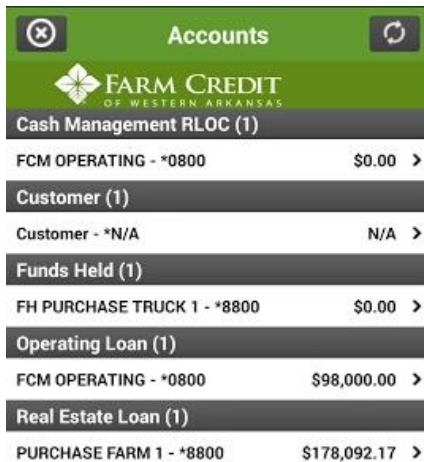 Accounts
FARM CREDIT
OF WESTERN ARKANSAS
Cash Management RLOC (1)
FCM OPERATING - *0800 $0.00
Customer (1)
Customer - *N/A N/A
Funds Held (1)
FH PURCHASE TRUCK 1 - *8800 $0.00
Operating Loan (1)
FCM OPERATING - *0800 $98,000.00
Real Estate Loan (1)
PURCHASE FARM 1 - *8800 $178,092.17